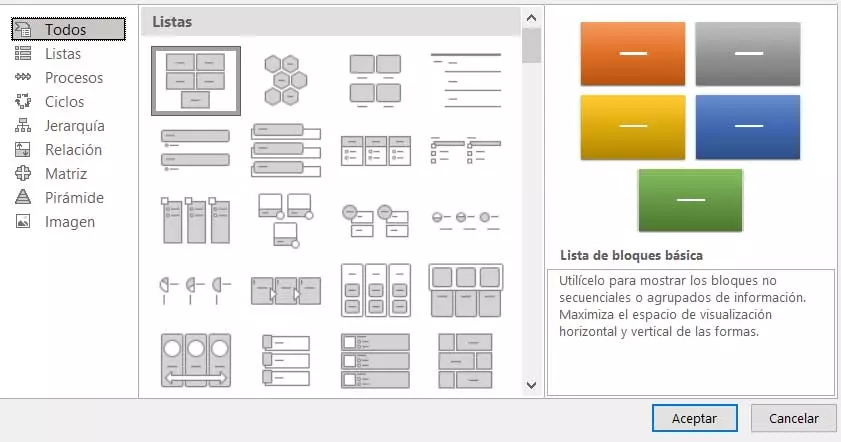 Todos
Listas
Procesos
Ciclos
Jerarquía
Relación
Matriz
Pirámide
Imagen
Listas
Lista de bloques básica
Utilícelo para mostrar los bloques no
secuenciales o agrupados de información.
Maximiza el espacio de visualización
horizontal y vertical de las formas.
Aceptar
Cancelar